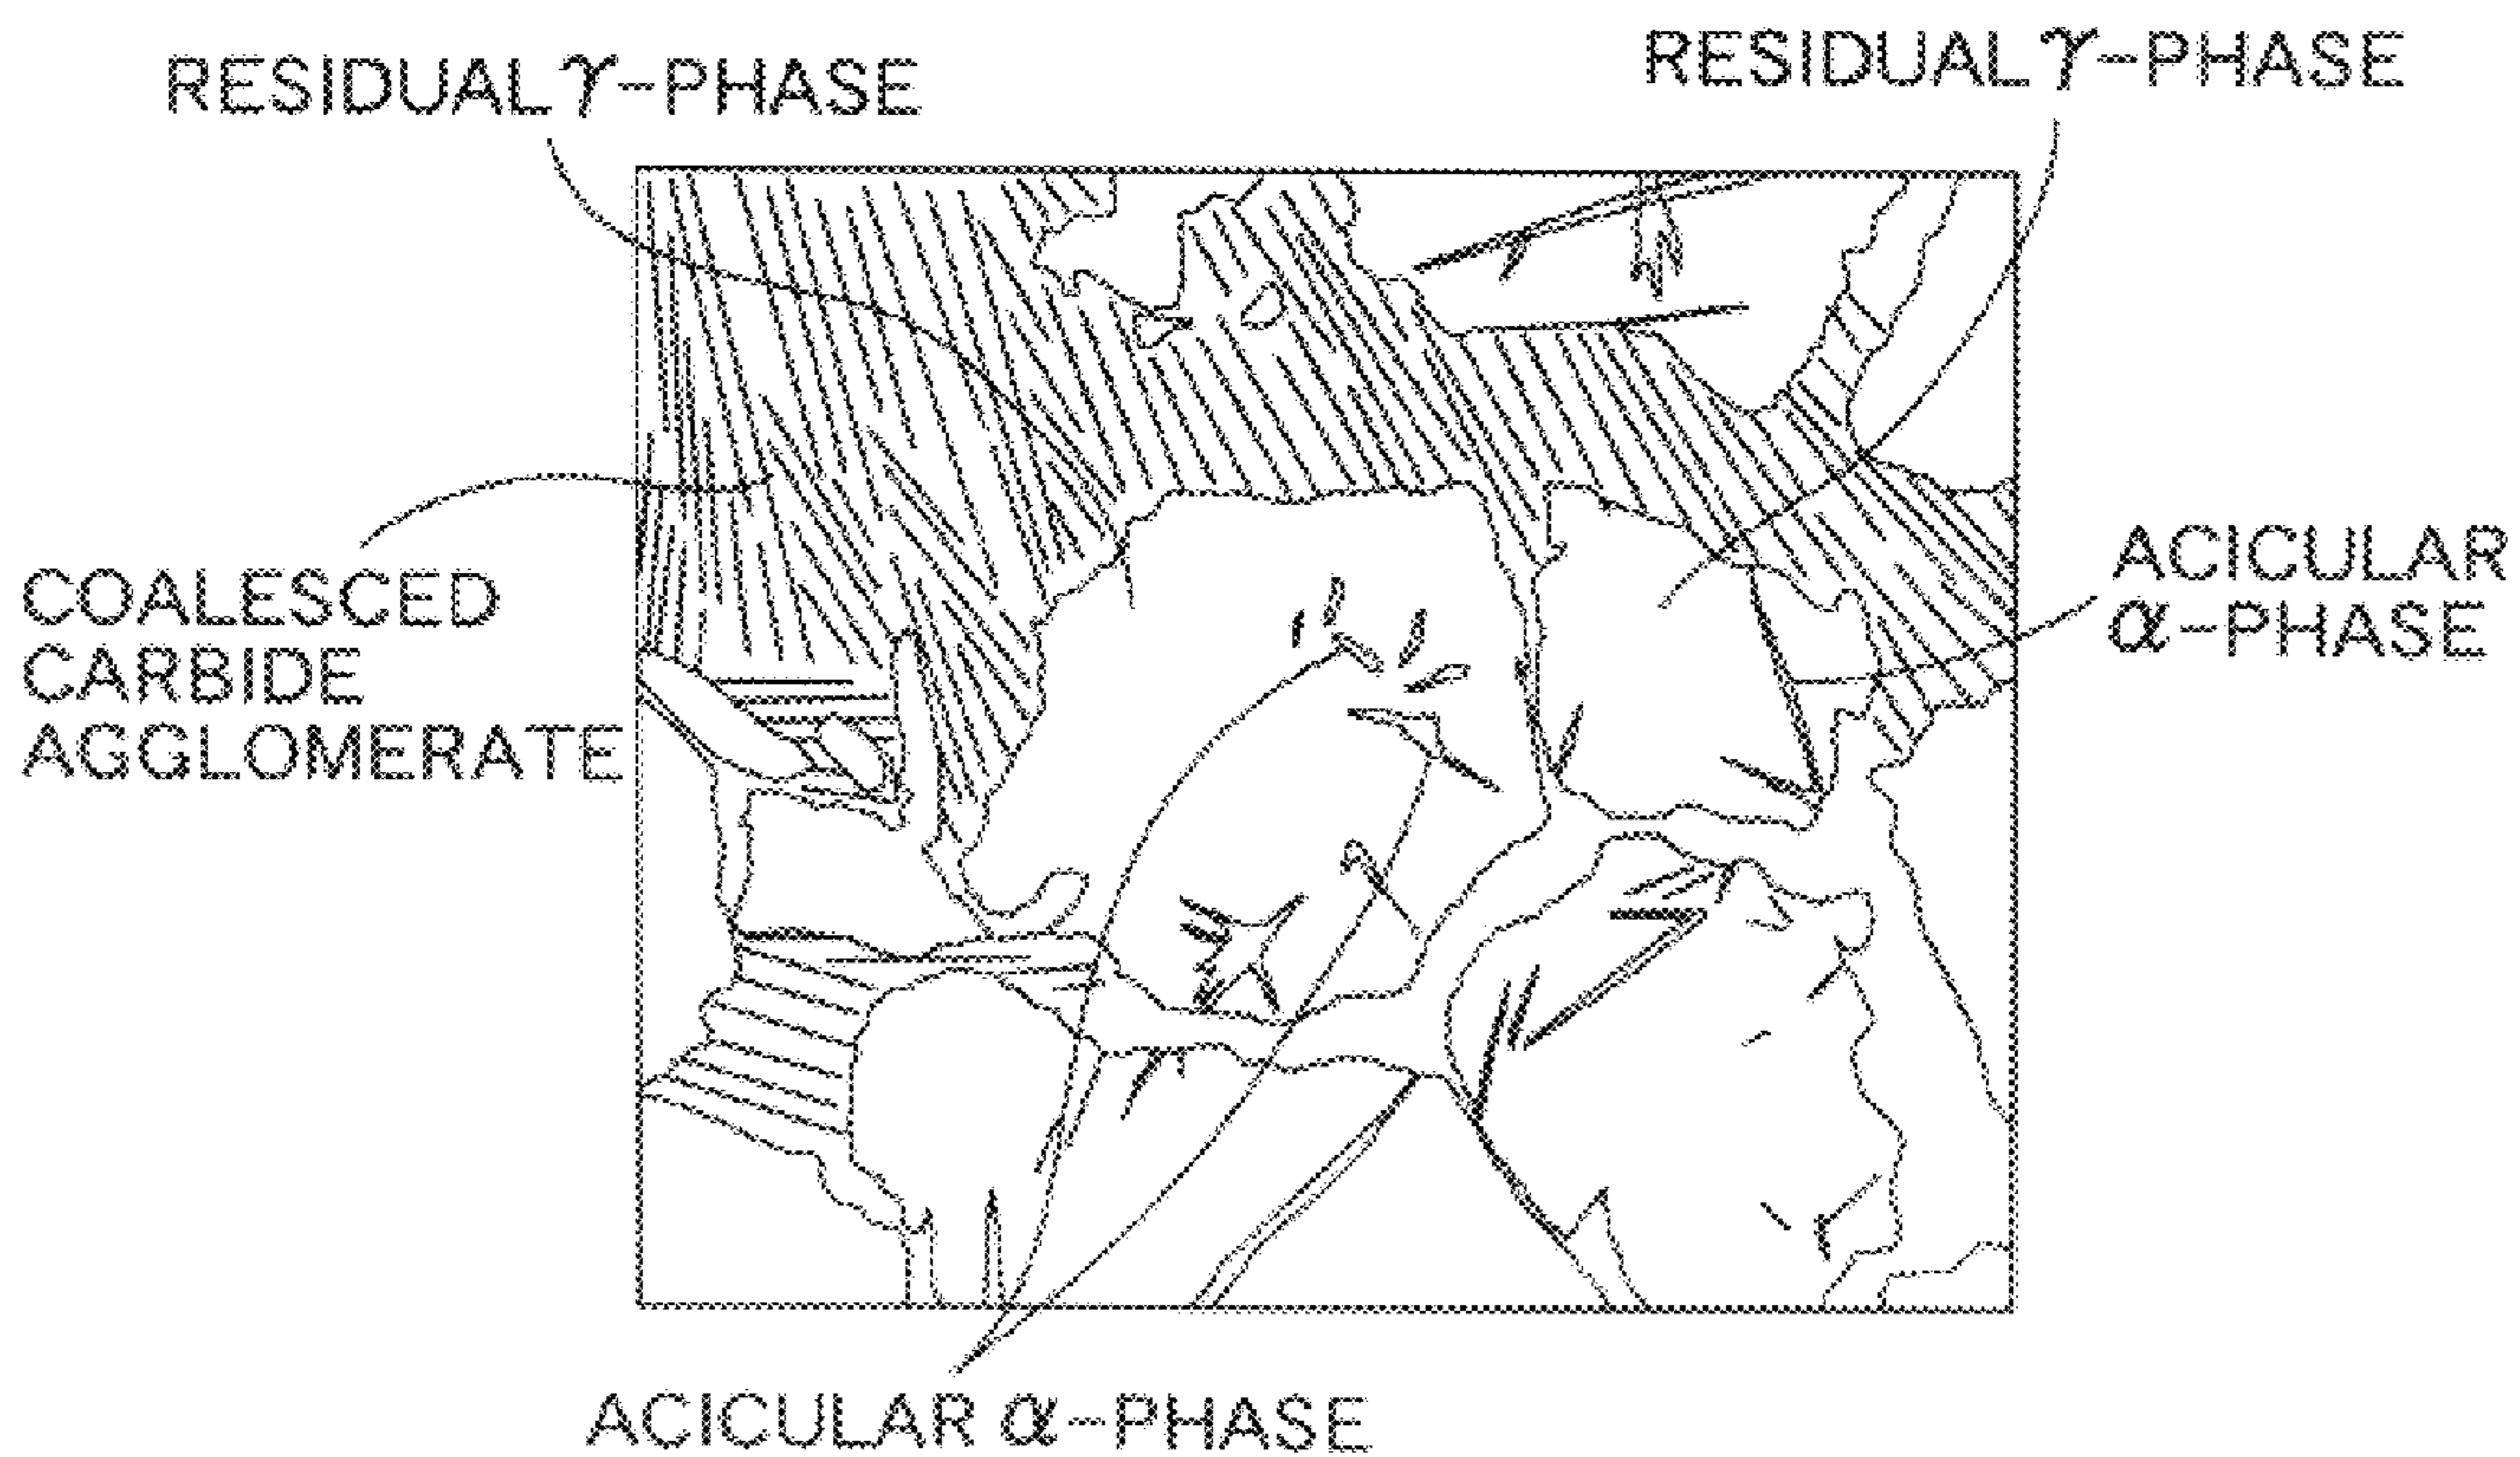 RESIDUAL γ-PHASE
RESIDUAL γ-PHASE
COALESCED
CARBIDE
AGGLOMERATE
ACICULAR
α-PHASE
ACICULAR α-PHASE